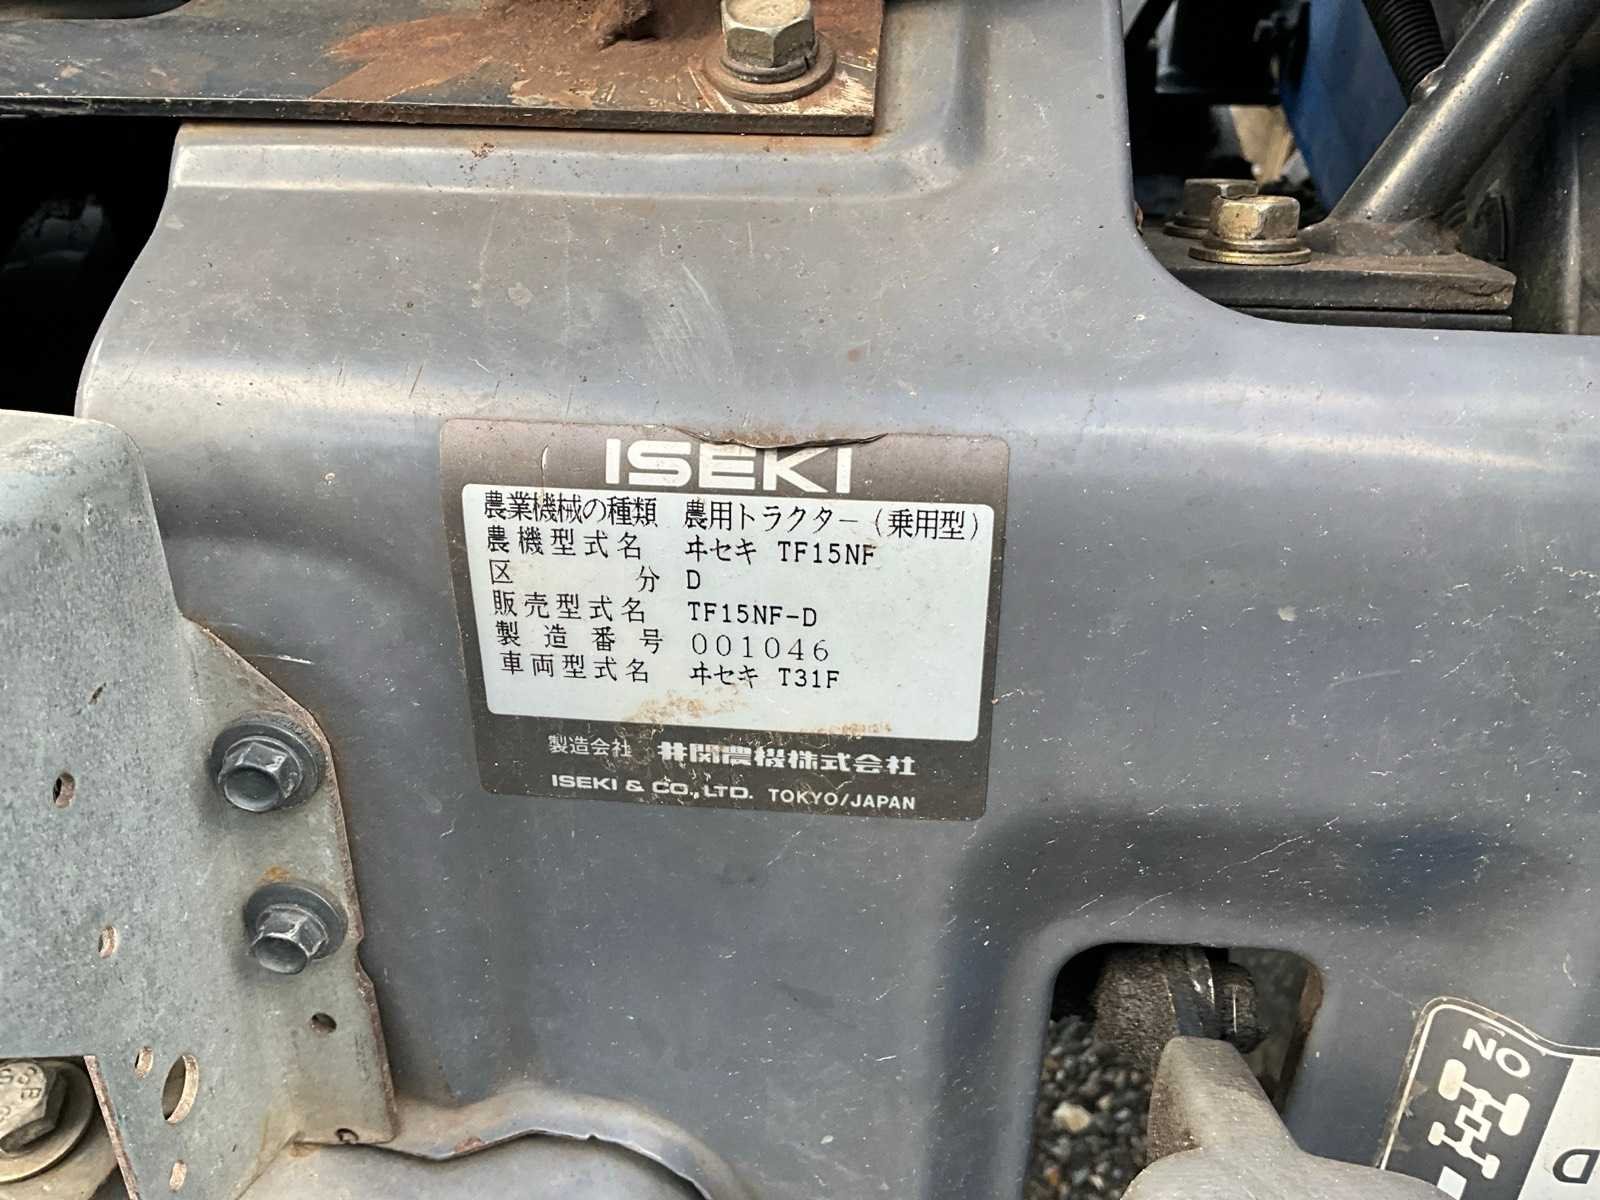 ISEKI
農業機械の種類 農用トラクター(乗用型)
農機型式名 ヰセキ TF15NF
区分 D
販売型式名 TF15NF-D
製造番号 001046
車両型式名 ヰセキ T31F
製造会社 井関農機株式会社
ISEKI & CO.,LTD. TOKYO/JAPAN
ON
D